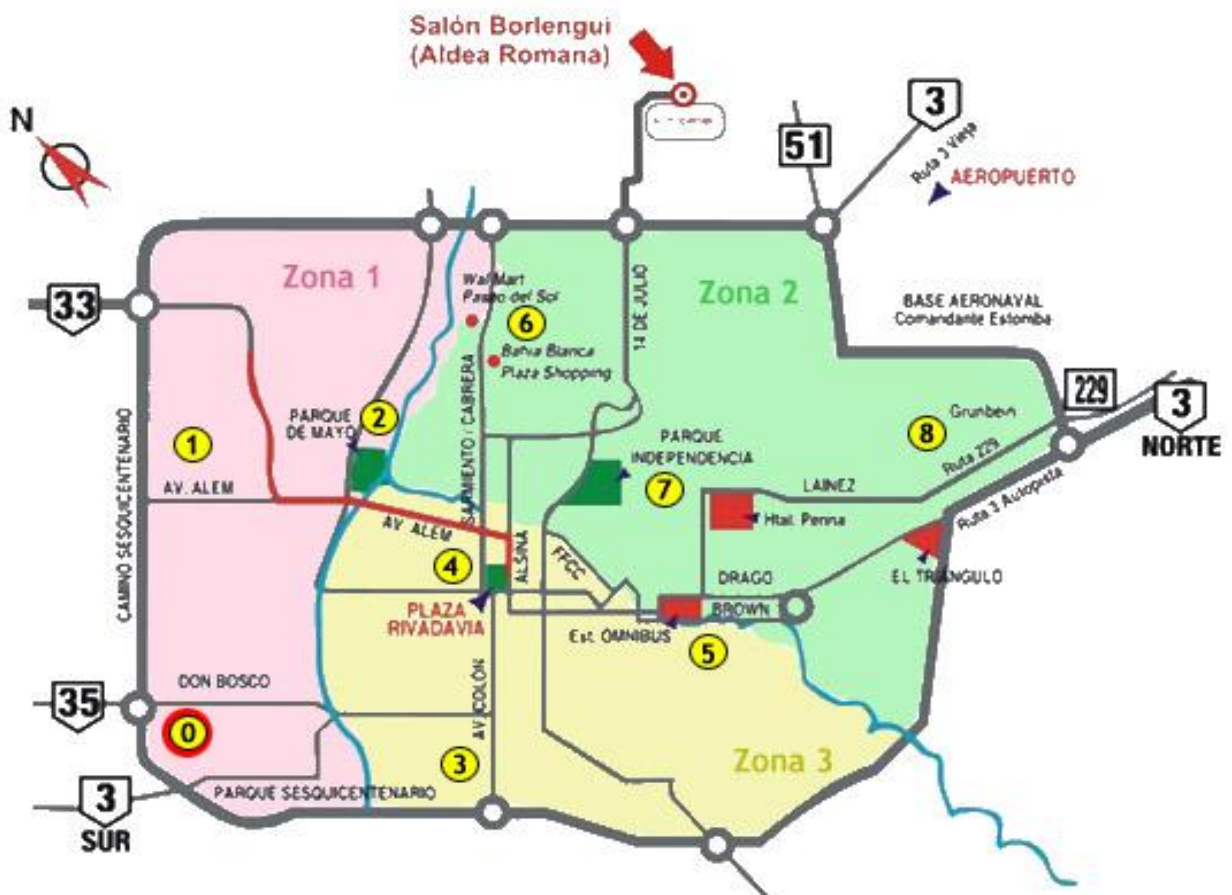 Salón Borlengui
(Aldea Romana)
N
3
51
Ruta 3 Vieja
AEROPUERTO
Zona 1
Zona 2
33
Wal Mart
Paseo del Sol
6
14 DE JULIO
BASE AERONAVAL
Comandante Estomba
Bahia Blanca
Plaza Shopping
SARMIENTO / CABRERA
CAMINO SESQUICENTENARIO
1
PARQUE
DE MAYO
2
PARQUE
INDEPENDENCIA
7
8
Grunbein
229
3
NORTE
Ruta 229
AV. ALEM
LAINEZ
Htal. Penna
Ruta 3 Autopista
AV. ALEM
4
ALSINA
FFCC
DRAGO
EL TRIANGULO
PLAZA
RIVADAVIA
BROWN
Est. OMNIBUS
5
35
DON BOSCO
0
AV. COLÓN
3
Zona 3
3
SUR
PARQUE SESQUICENTENARIO